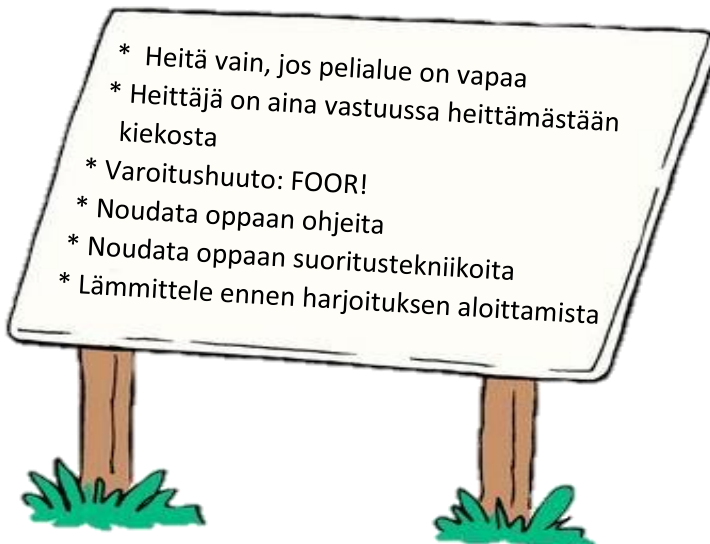 * Heitä vain, jos pelialue on vapaa
* Heittäjä on aina vastuussa heittämästään
kiekosta
* Varoitushuuto: FOOR!
* Noudata oppaan ohjeita
* Noudata oppaan suoritustekniikoita
* Lämmittele ennen harjoituksen aloittamista